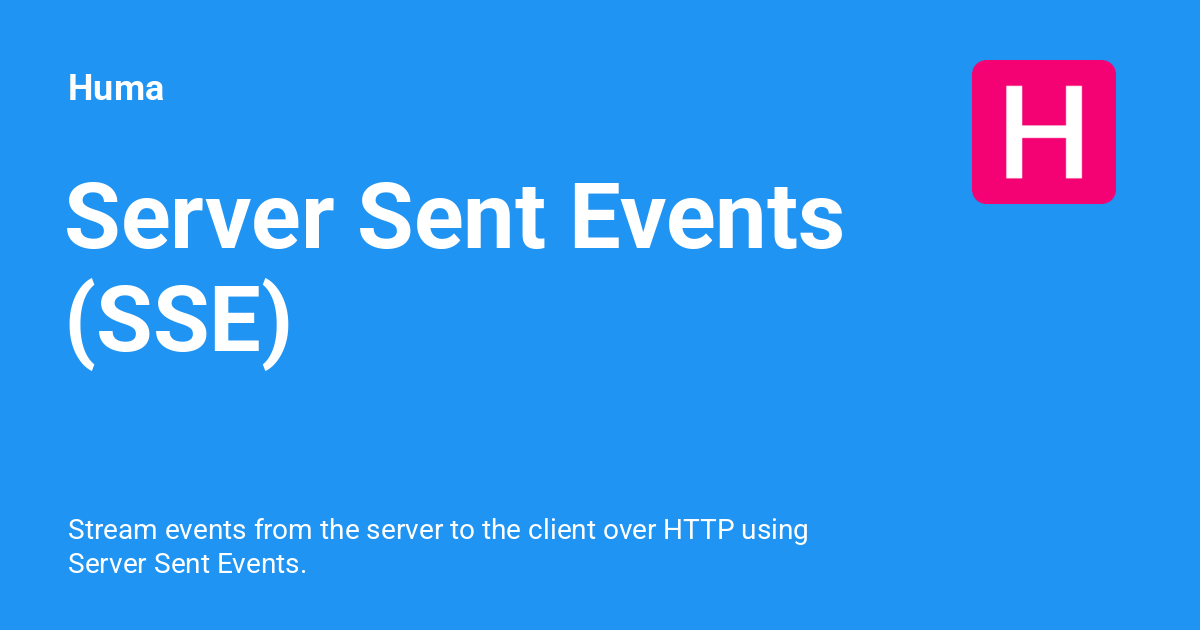 Huma
H
Server Sent Events
(SSE)
Stream events from the server to the client over HTTP using
Server Sent Events.